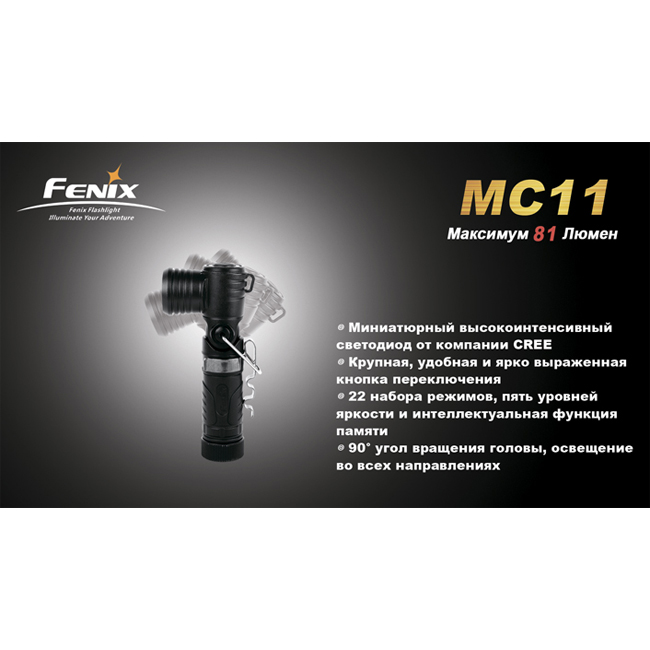 FENIX
Fenix Flashlight
Illuminate Your Adventure
MC11
Максимум 81 Люмен
Миниатюрный высокоинтенсивный
светодиод от компании CREE
Крупная, удобная и ярко выраженная
кнопка переключения
22 набора режимов, пять уровней
яркости и интеллектуальная функция
памяти
90° угол вращения головы, освещение
во всех направлениях